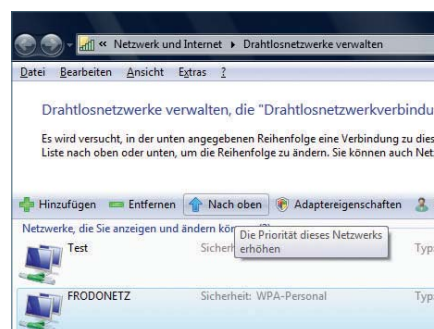 « Netzwerk und Internet ▸ Drahtlosnetzwerke verwalten
Datei Bearbeiten Ansicht Extras ?
Drahtlosnetzwerke verwalten, die "Drahtlosnetzwerkverbindu
Es wird versucht, in der unten angegebenen Reihenfolge eine Verbindung zu dies
Liste nach oben oder unten, um die Reihenfolge zu ändern. Sie können auch Net
Hinzufügen Entfernen Nach oben Adaptereigenschaften
Netzwerke, die Sie anzeigen und ändern kön
Die Priorität dieses Netzwerks
erhöhen
Test Sicherh Typ:
FRODONETZ Sicherheit: WPA-Personal Typ: